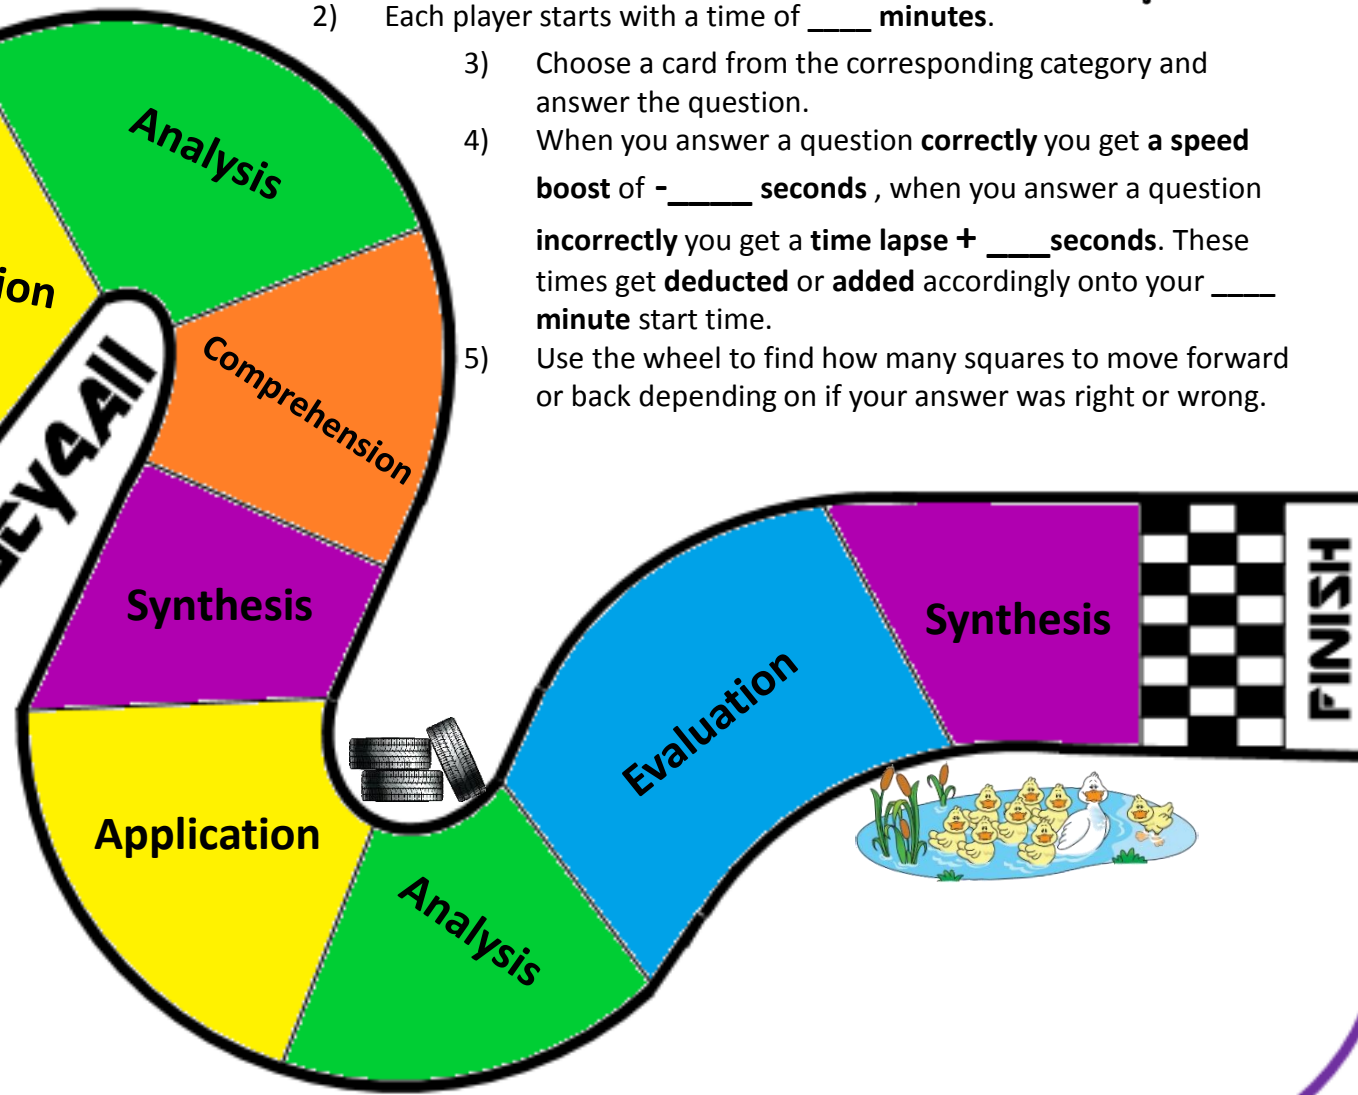 2) Each player starts with a time of ____ minutes.
3) Choose a card from the corresponding category and
answer the question.
4) When you answer a question correctly you get a speed
boost of -____ seconds , when you answer a question
incorrectly you get a time lapse + ___seconds. These
times get deducted or added accordingly onto your ____
minute start time.
5) Use the wheel to find how many squares to move forward
or back depending on if your answer was right or wrong.
Analysis
ion
Comprehension
cy4All
Synthesis
Application
Analysis
Evaluation
Synthesis
FINISH